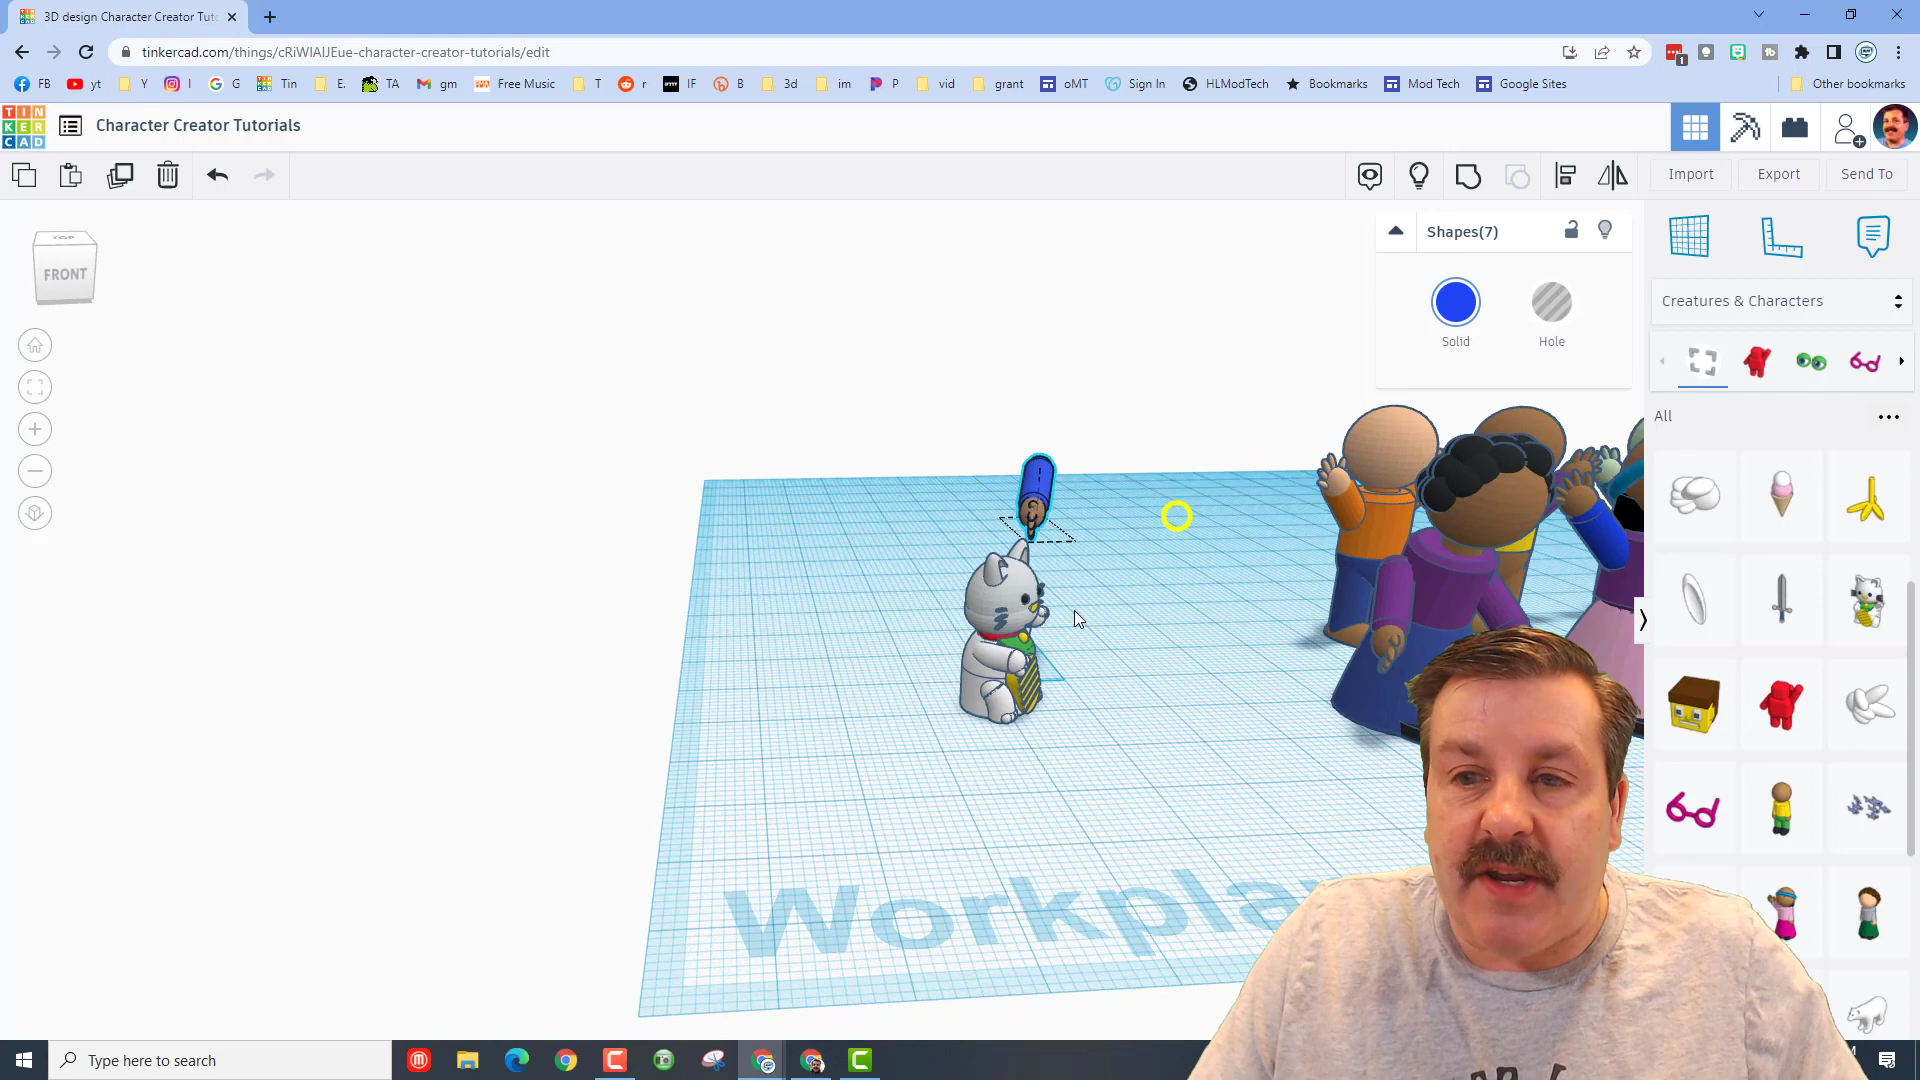 3D design Character Creator Tut
tinkercad.com/things/cRiWIAIJEue-character-creator-tutorials/edit
FB
yt
Y
I
G
Tin
E.
TA
gm
Free Music
T
r
IF
B
3d
im
P
vid
grant
oMT
Sign In
HLModTech
Bookmarks
Mod Tech
Google Sites
Other bookmarks
TIN
KER
CAD
Character Creator Tutorials
Import
Export
Send To
TOP
FRONT
Shapes(7)
Solid
Hole
Creatures & Characters
All
Workpla
Type here to search